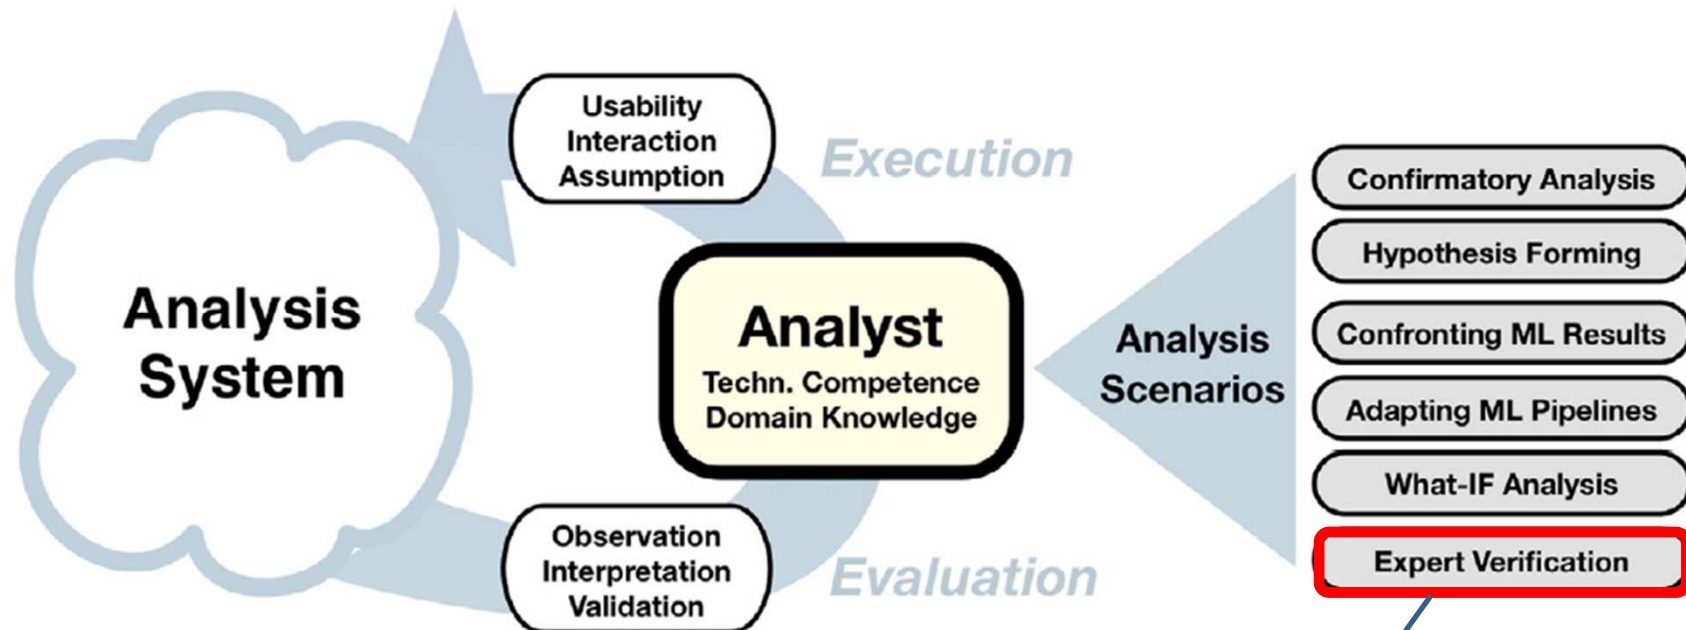 Usability
Interaction
Assumption
Execution
Analysis
System
Analyst
Techn. Competence
Domain Knowledge
Analysis
Scenarios
Confirmatory Analysis
Hypothesis Forming
Confronting ML Results
Adapting ML Pipelines
What-IF Analysis
Expert Verification
Observation
Interpretation
Validation
Evaluation